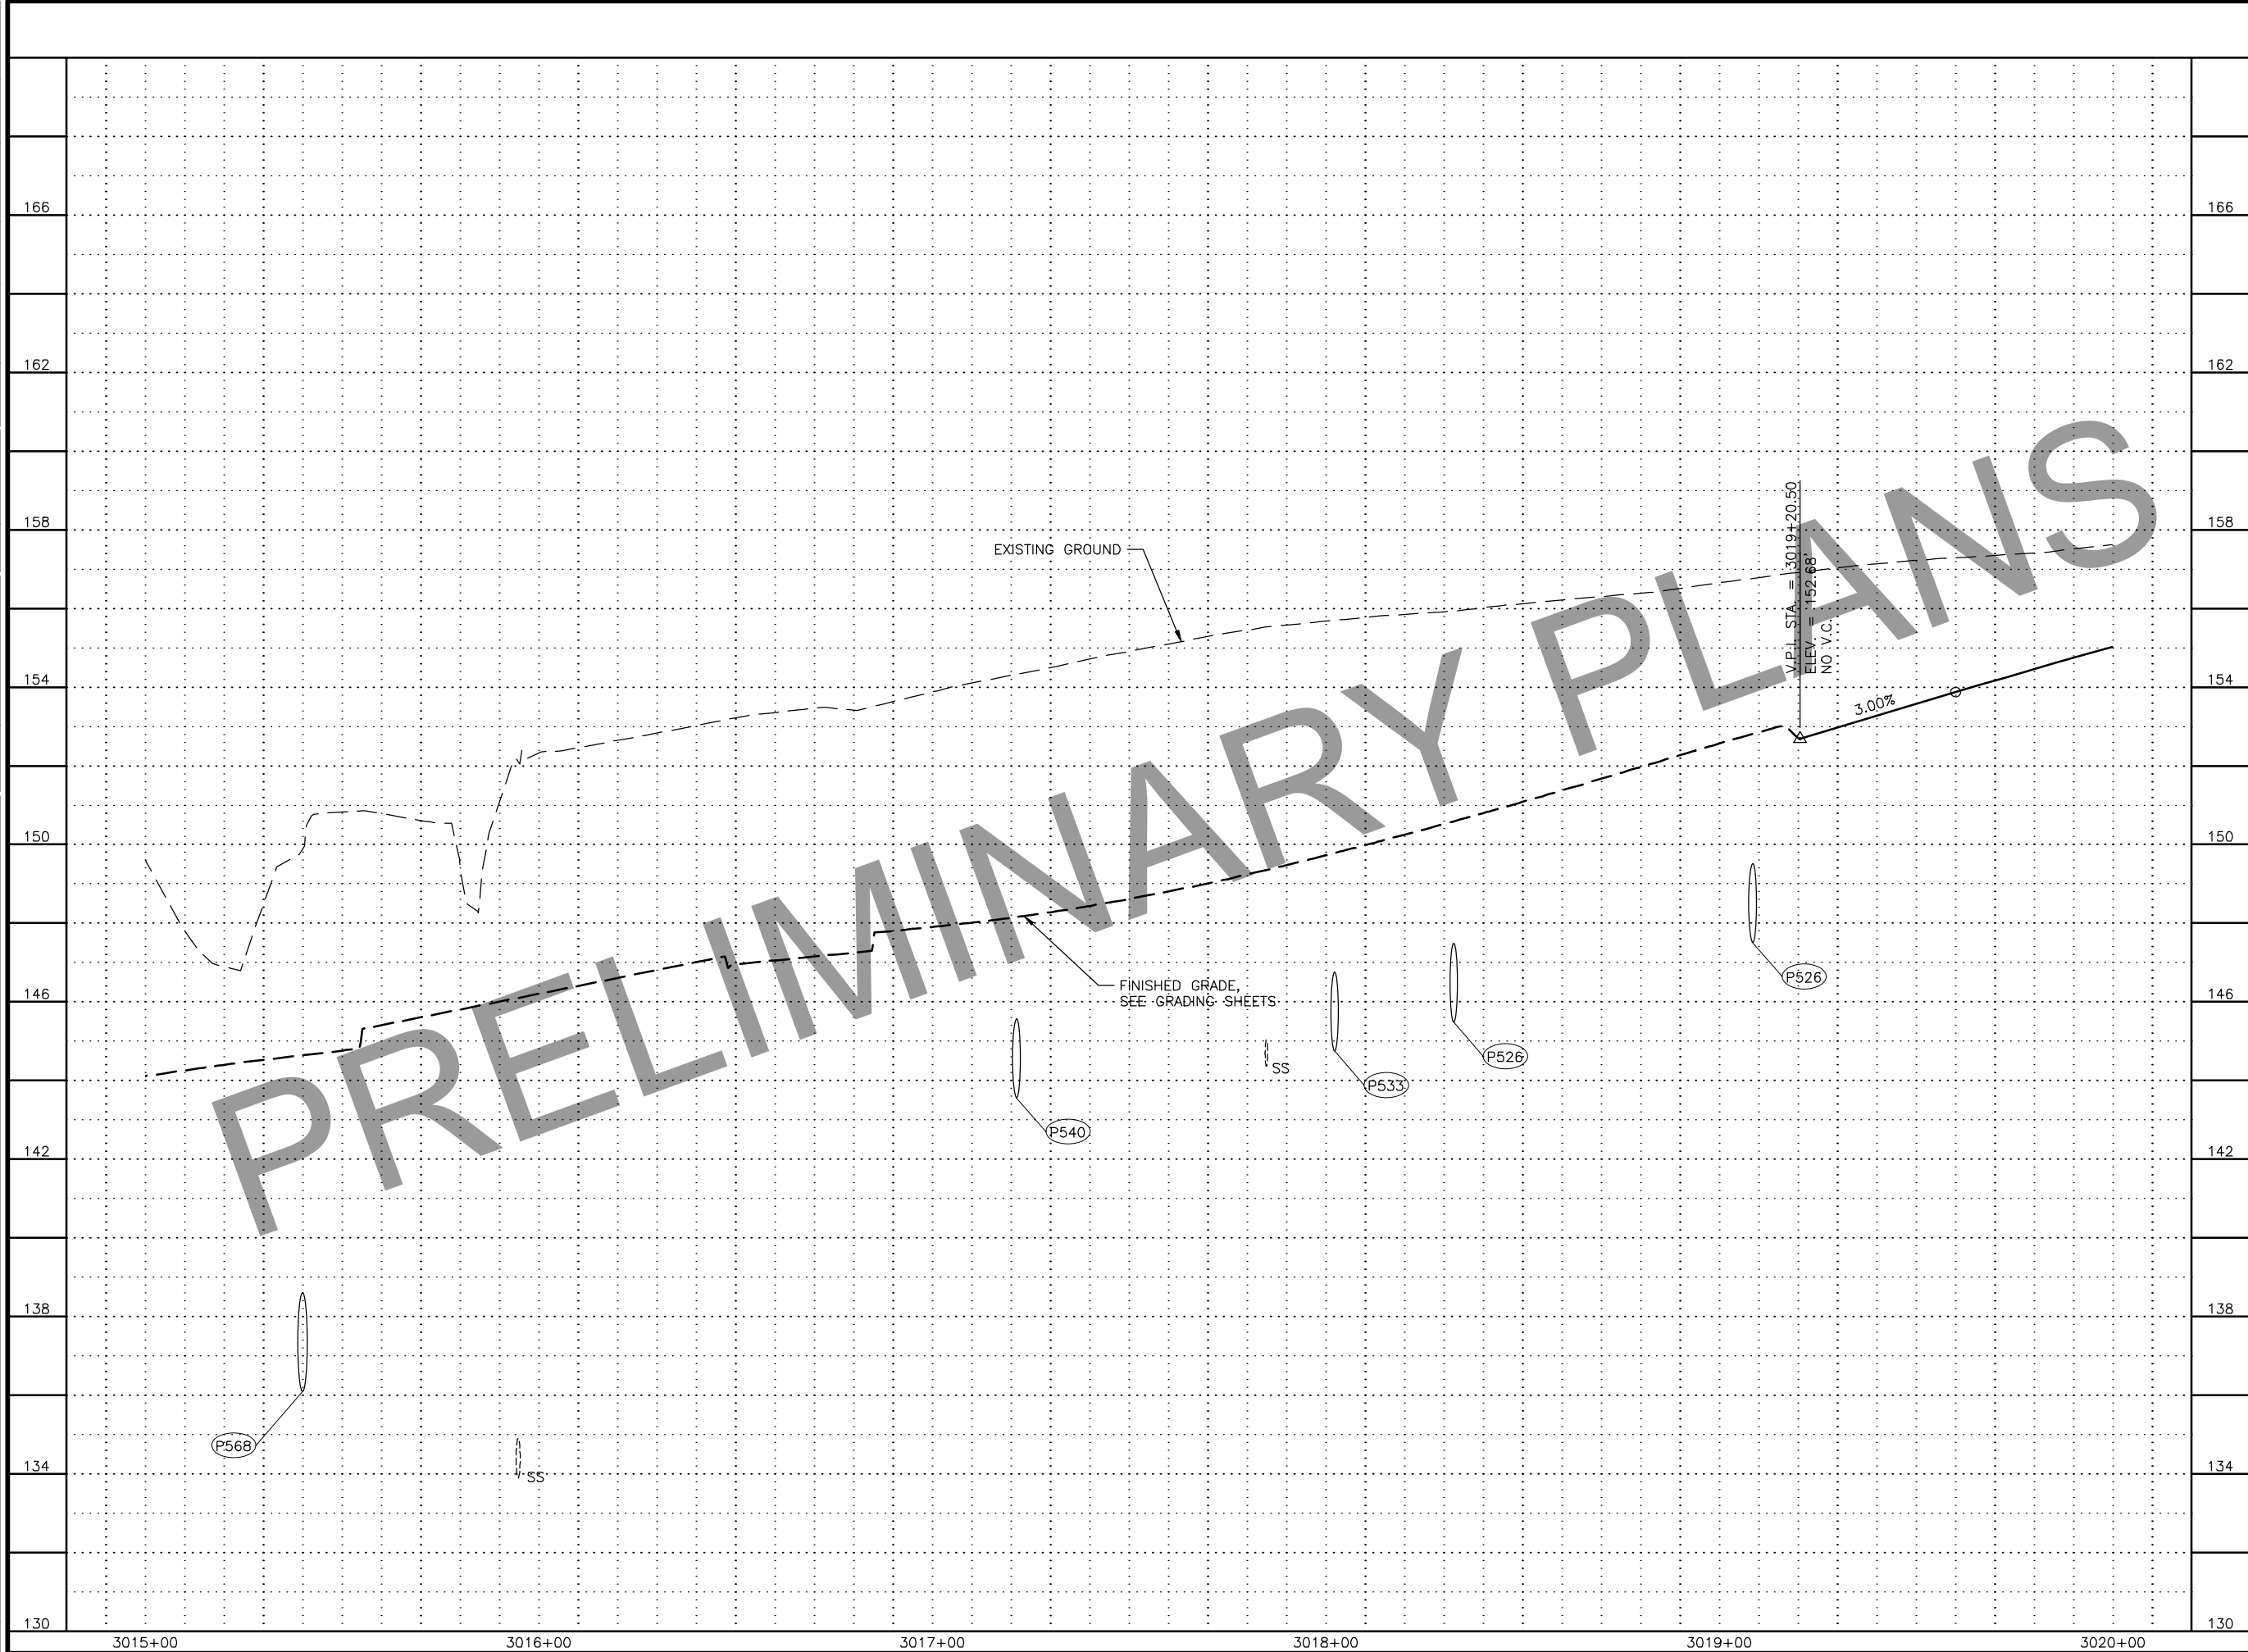 166
166
162
162
158
158
154
154
150
150
146
146
142
142
138
138
134
134
130
130
EXISTING GROUND
V.P.I. STA. = 3019+20.50
ELEV. = 152.68'
NO V.C.
3.00%
FINISHED GRADE,
SEE GRADING SHEETS
P526
P526
P533
SS
P540
P568
SS
PRELIMINARY PLANS
3015+00
3016+00
3017+00
3018+00
3019+00
3020+00